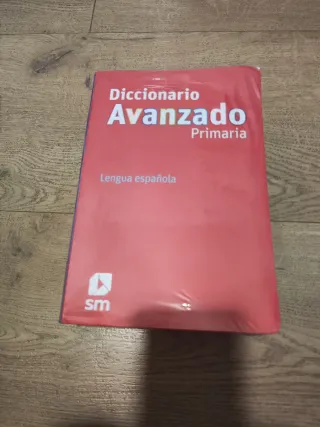 Diccionario
Avanzado
Primaria
Lengua española
sm